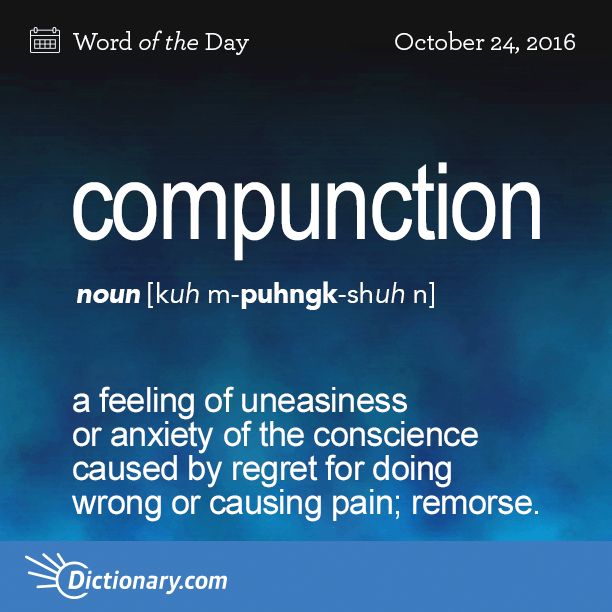 Word of the Day
October 24, 2016
compunction
noun [kuh m-puhngk-shuh n]
a feeling of uneasiness
or anxiety of the conscience
caused by regret for doing
wrong or causing pain; remorse.
Dictionary.com